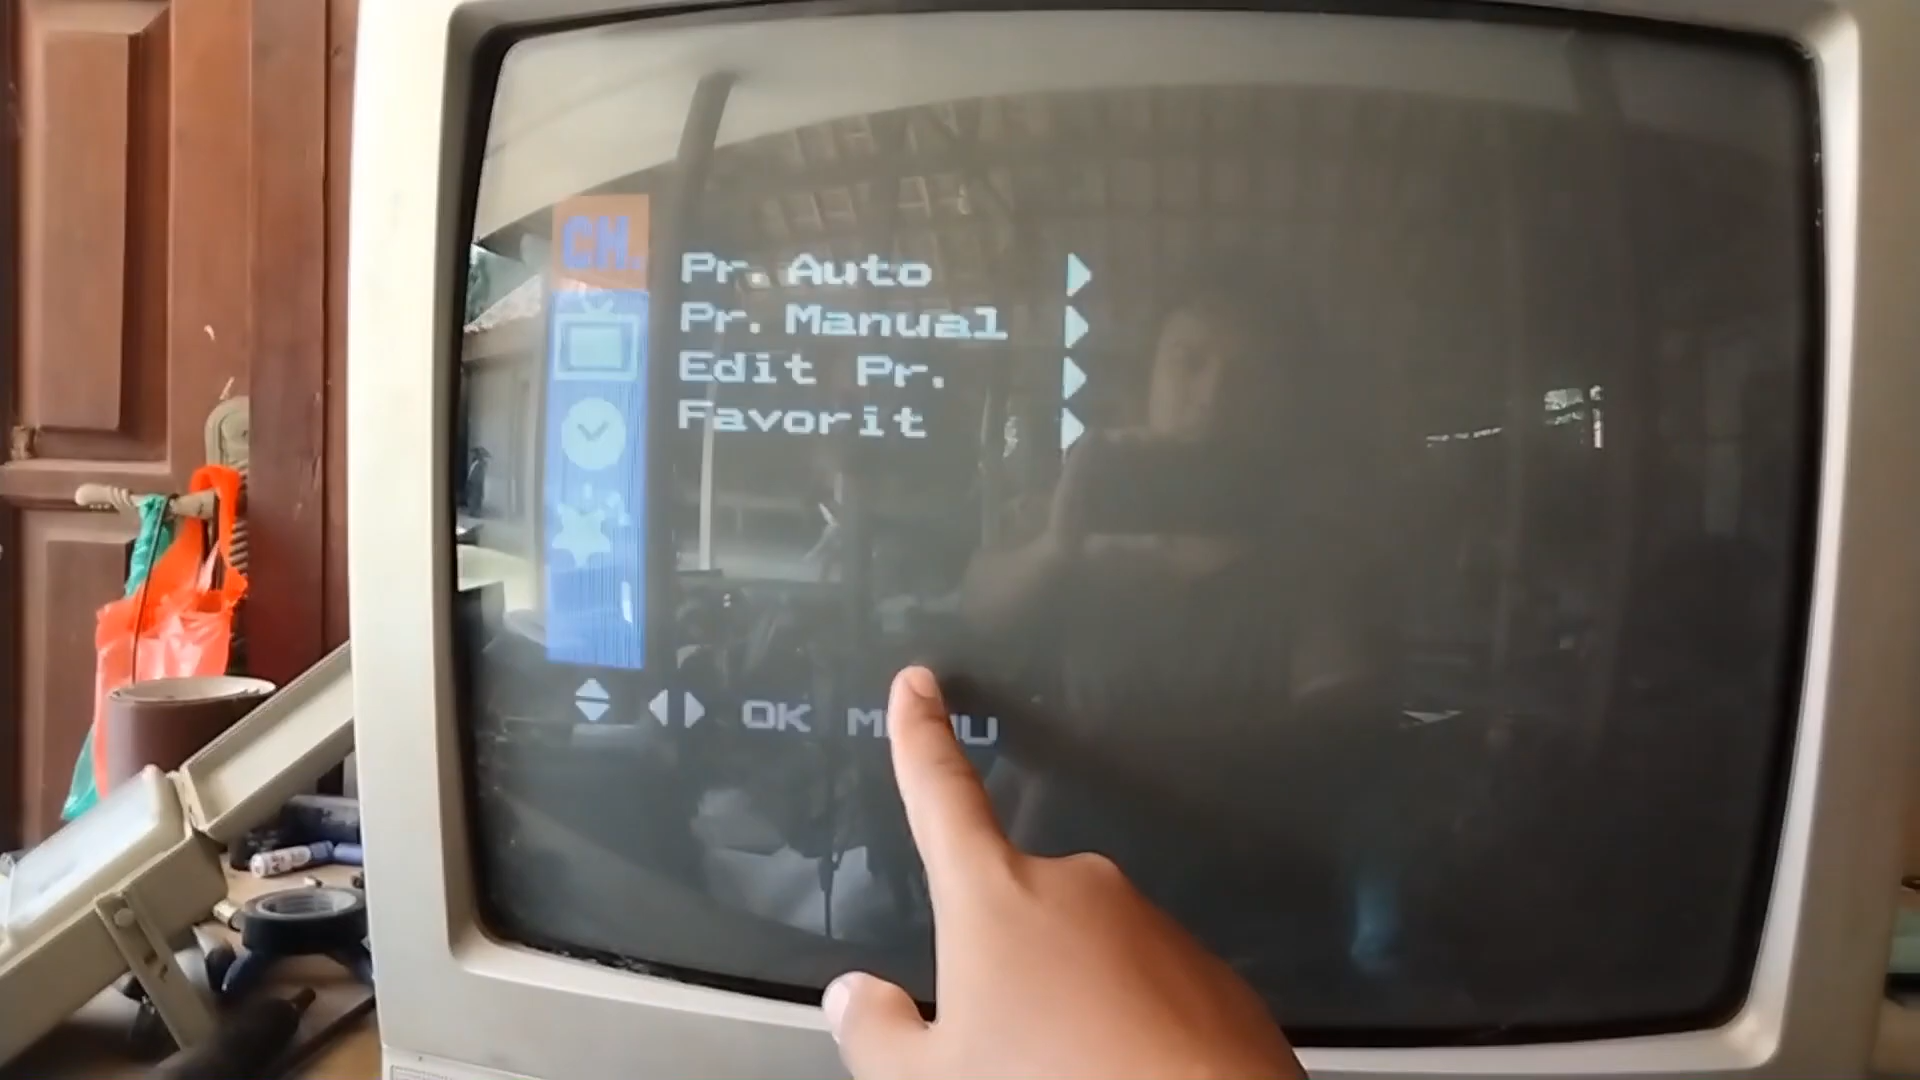 CH.
Pr. Auto
Pr. Manual
Edit Pr.
Favorit
OK